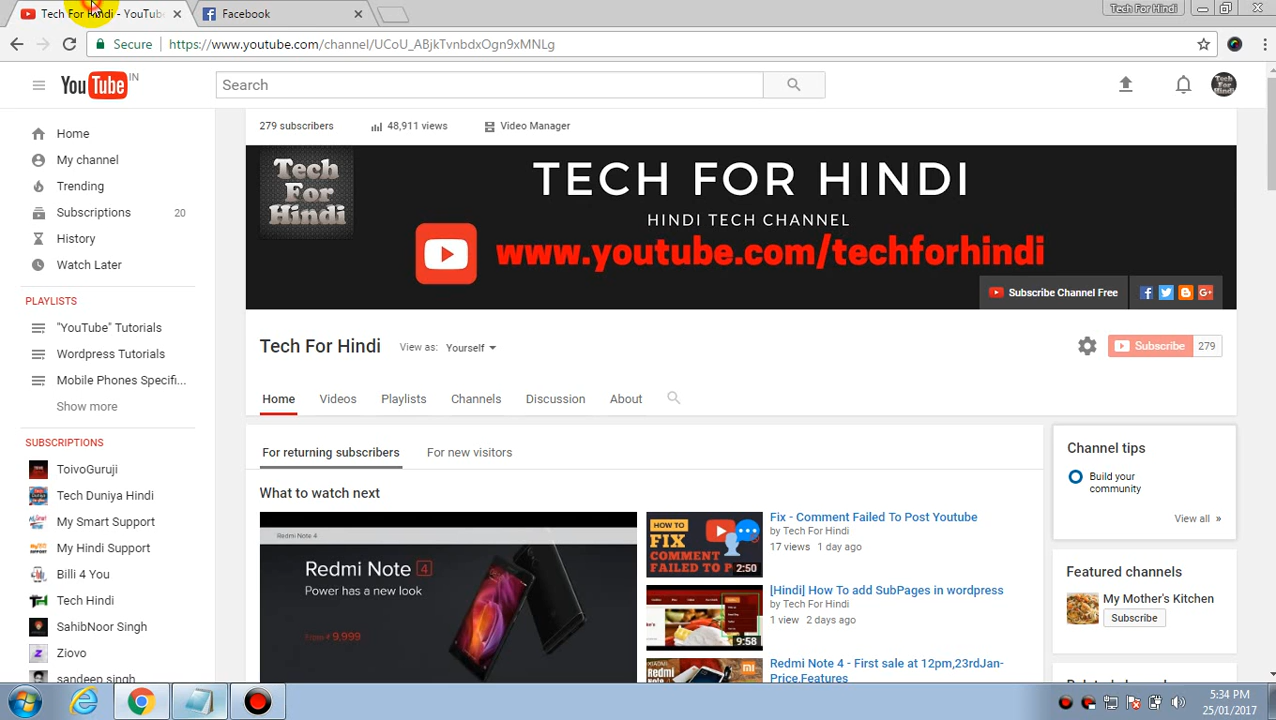 Tech For Hindi - YouTube
Facebook
Tech For Hindi
Secure
https://www.youtube.com/channel/UCoU_ABjkTvnbdxOgn9xMNLg
YouTube IN
Search
279 subscribers
48,911 views
Video Manager
Home
My channel
Trending
Subscriptions 20
History
Watch Later
PLAYLISTS
"YouTube" Tutorials
Wordpress Tutorials
Mobile Phones Specifi...
Show more
SUBSCRIPTIONS
ToivoGuruji
Tech Duniya Hindi
My Smart Support
My Hindi Support
Billi 4 You
Tech Hindi
SahibNoor Singh
Ziovo
sandeep singh
Tech
For
Hindi
TECH FOR HINDI
HINDI TECH CHANNEL
www.youtube.com/techforhindi
Subscribe Channel Free
Tech For Hindi
View as: Yourself
Subscribe 279
Home
Videos
Playlists
Channels
Discussion
About
For returning subscribers
For new visitors
What to watch next
Redmi Note 4
Redmi Note 4
Power has a new look
9,999
HOW TO
FIX
COMMENT
FAILED TO P
2:50
Fix - Comment Failed To Post Youtube
by Tech For Hindi
17 views 1 day ago
9:58
[Hindi] How To add SubPages in wordpress
by Tech For Hindi
1 view 2 days ago
Redmi Note 4 - First sale at 12pm,23rdJan-
Price,Features
Channel tips
Build your
community
View all »
Featured channels
My Mother's Kitchen
Subscribe
5:34 PM
25/01/2017